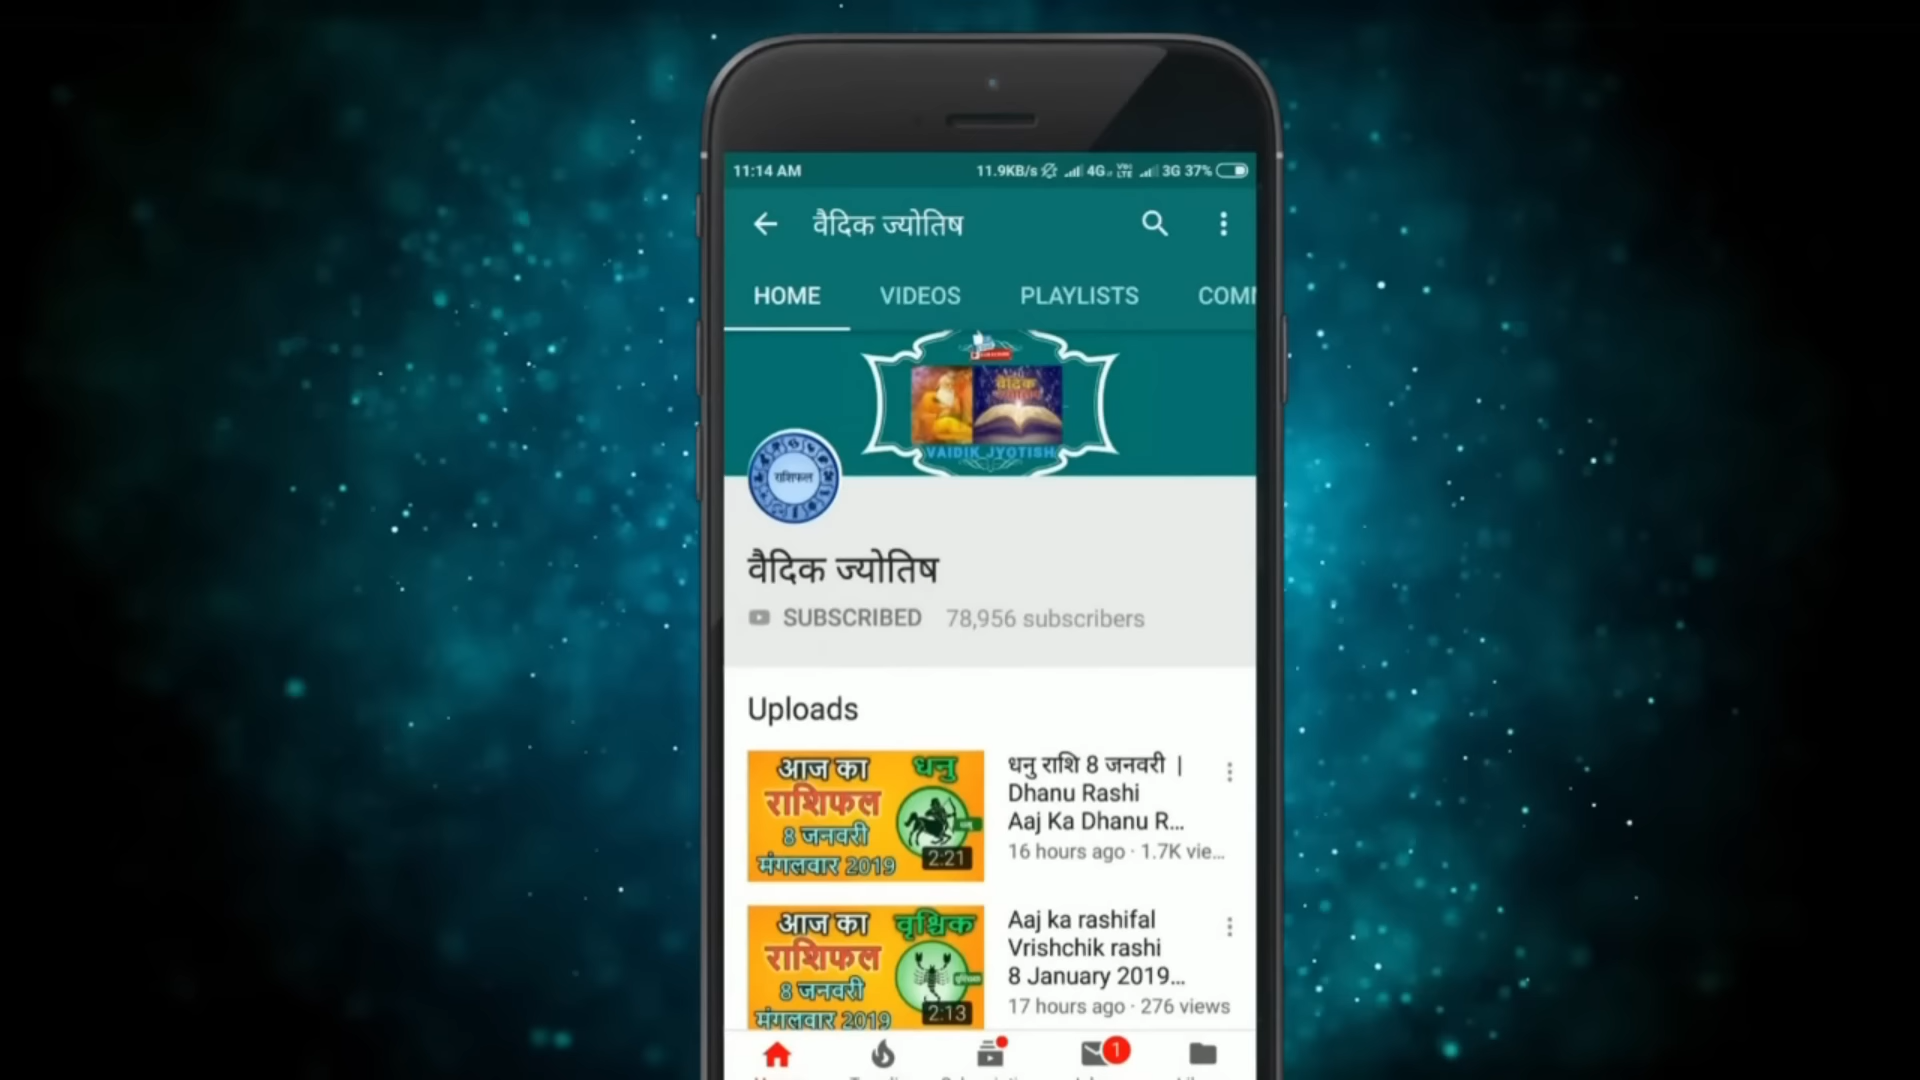 11:14 AM 11.9KB/s 4G VoLTE 3G 37%
वैदिक ज्योतिष
HOME VIDEOS PLAYLISTS COMM
वैदिक
VAIDIK JYOTISH
राशिफल
वैदिक ज्योतिष
SUBSCRIBED 78,956 subscribers
Uploads
आज का धनु
राशिफल
8 जनवरी
मंगलवार 2019
2:21
धनु राशि 8 जनवरी |
Dhanu Rashi
Aaj Ka Dhanu R...
16 hours ago · 1.7K vie...
आज का वृश्चिक
राशिफल
8 जनवरी
मंगलवार 2019
2:13
Aaj ka rashifal
Vrishchik rashi
8 January 2019...
17 hours ago · 276 views
1